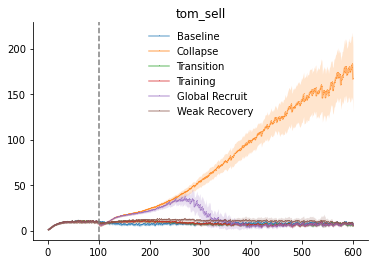 tom_sell
Baseline
Collapse
Transition
Training
Global Recruit
Weak Recovery
200
150
100
50
0
0 100 200 300 400 500 600